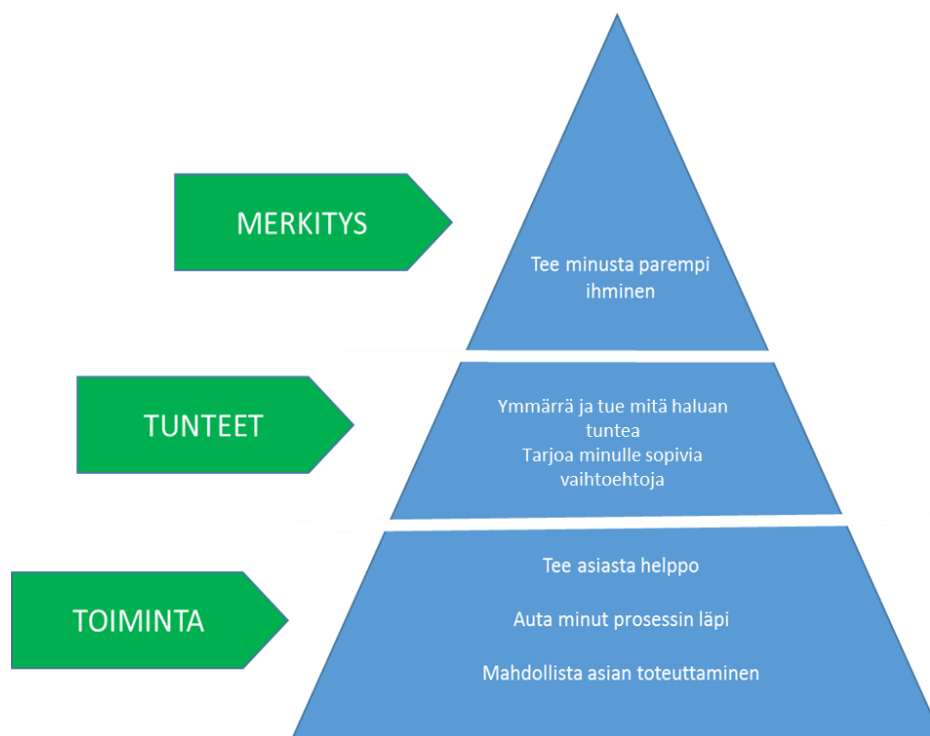 MERKITYS
Tee minusta parempi
ihminen
TUNTEET
Ymmärrä ja tue mitä haluan
tuntea
Tarjoa minulle sopivia
vaihtoehtoja
TOIMINTA
Tee asiasta helppo
Auta minut prosessin läpi
Mahdollista asian toteuttaminen